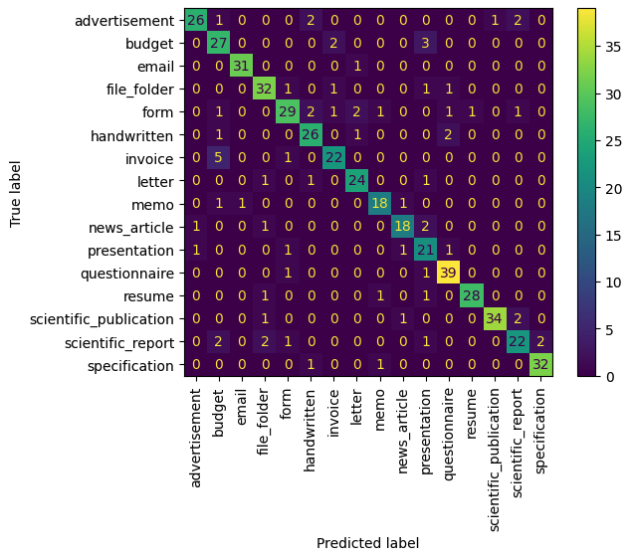 advertisement 26 1 0 0 0 2 0 0 0 0 0 0 0 1 2 0
budget 0 27 0 0 0 0 2 0 0 0 3 0 0 0 0 0
email 0 0 31 0 0 0 0 1 0 0 0 0 0 0 0 0
file_folder 0 0 0 32 1 0 1 0 0 0 1 1 0 0 0 0
form 0 1 0 0 29 2 1 2 1 0 0 1 1 0 1 0
handwritten 0 1 0 0 0 26 0 1 0 0 0 2 0 0 0 0
invoice 0 5 0 0 1 0 22 0 0 0 0 0 0 0 0 0
letter 0 0 0 1 0 1 0 24 0 0 1 0 0 0 0 0
memo 0 1 1 0 0 0 0 0 18 1 0 0 0 0 0 0
news_article 1 0 0 1 0 0 0 0 0 18 2 0 0 0 0 0
presentation 1 0 0 0 1 0 0 0 0 1 21 1 0 0 0 0
questionnaire 0 0 0 0 1 0 0 0 0 0 1 39 0 0 0 0
resume 0 0 0 1 0 0 0 0 1 0 1 0 28 0 0 0
scientific_publication 0 0 0 1 0 0 0 0 0 1 0 0 0 34 2 0
scientific_report 0 2 0 2 1 0 0 0 0 0 1 0 0 0 22 2
specification 0 0 0 0 0 1 0 0 1 0 0 0 0 0 0 32
True label
advertisement
budget
email
file_folder
form
handwritten
invoice
letter
memo
news_article
presentation
questionnaire
resume
scientific_publication
scientific_report
specification
Predicted label
35
30
25
20
15
10
5
0